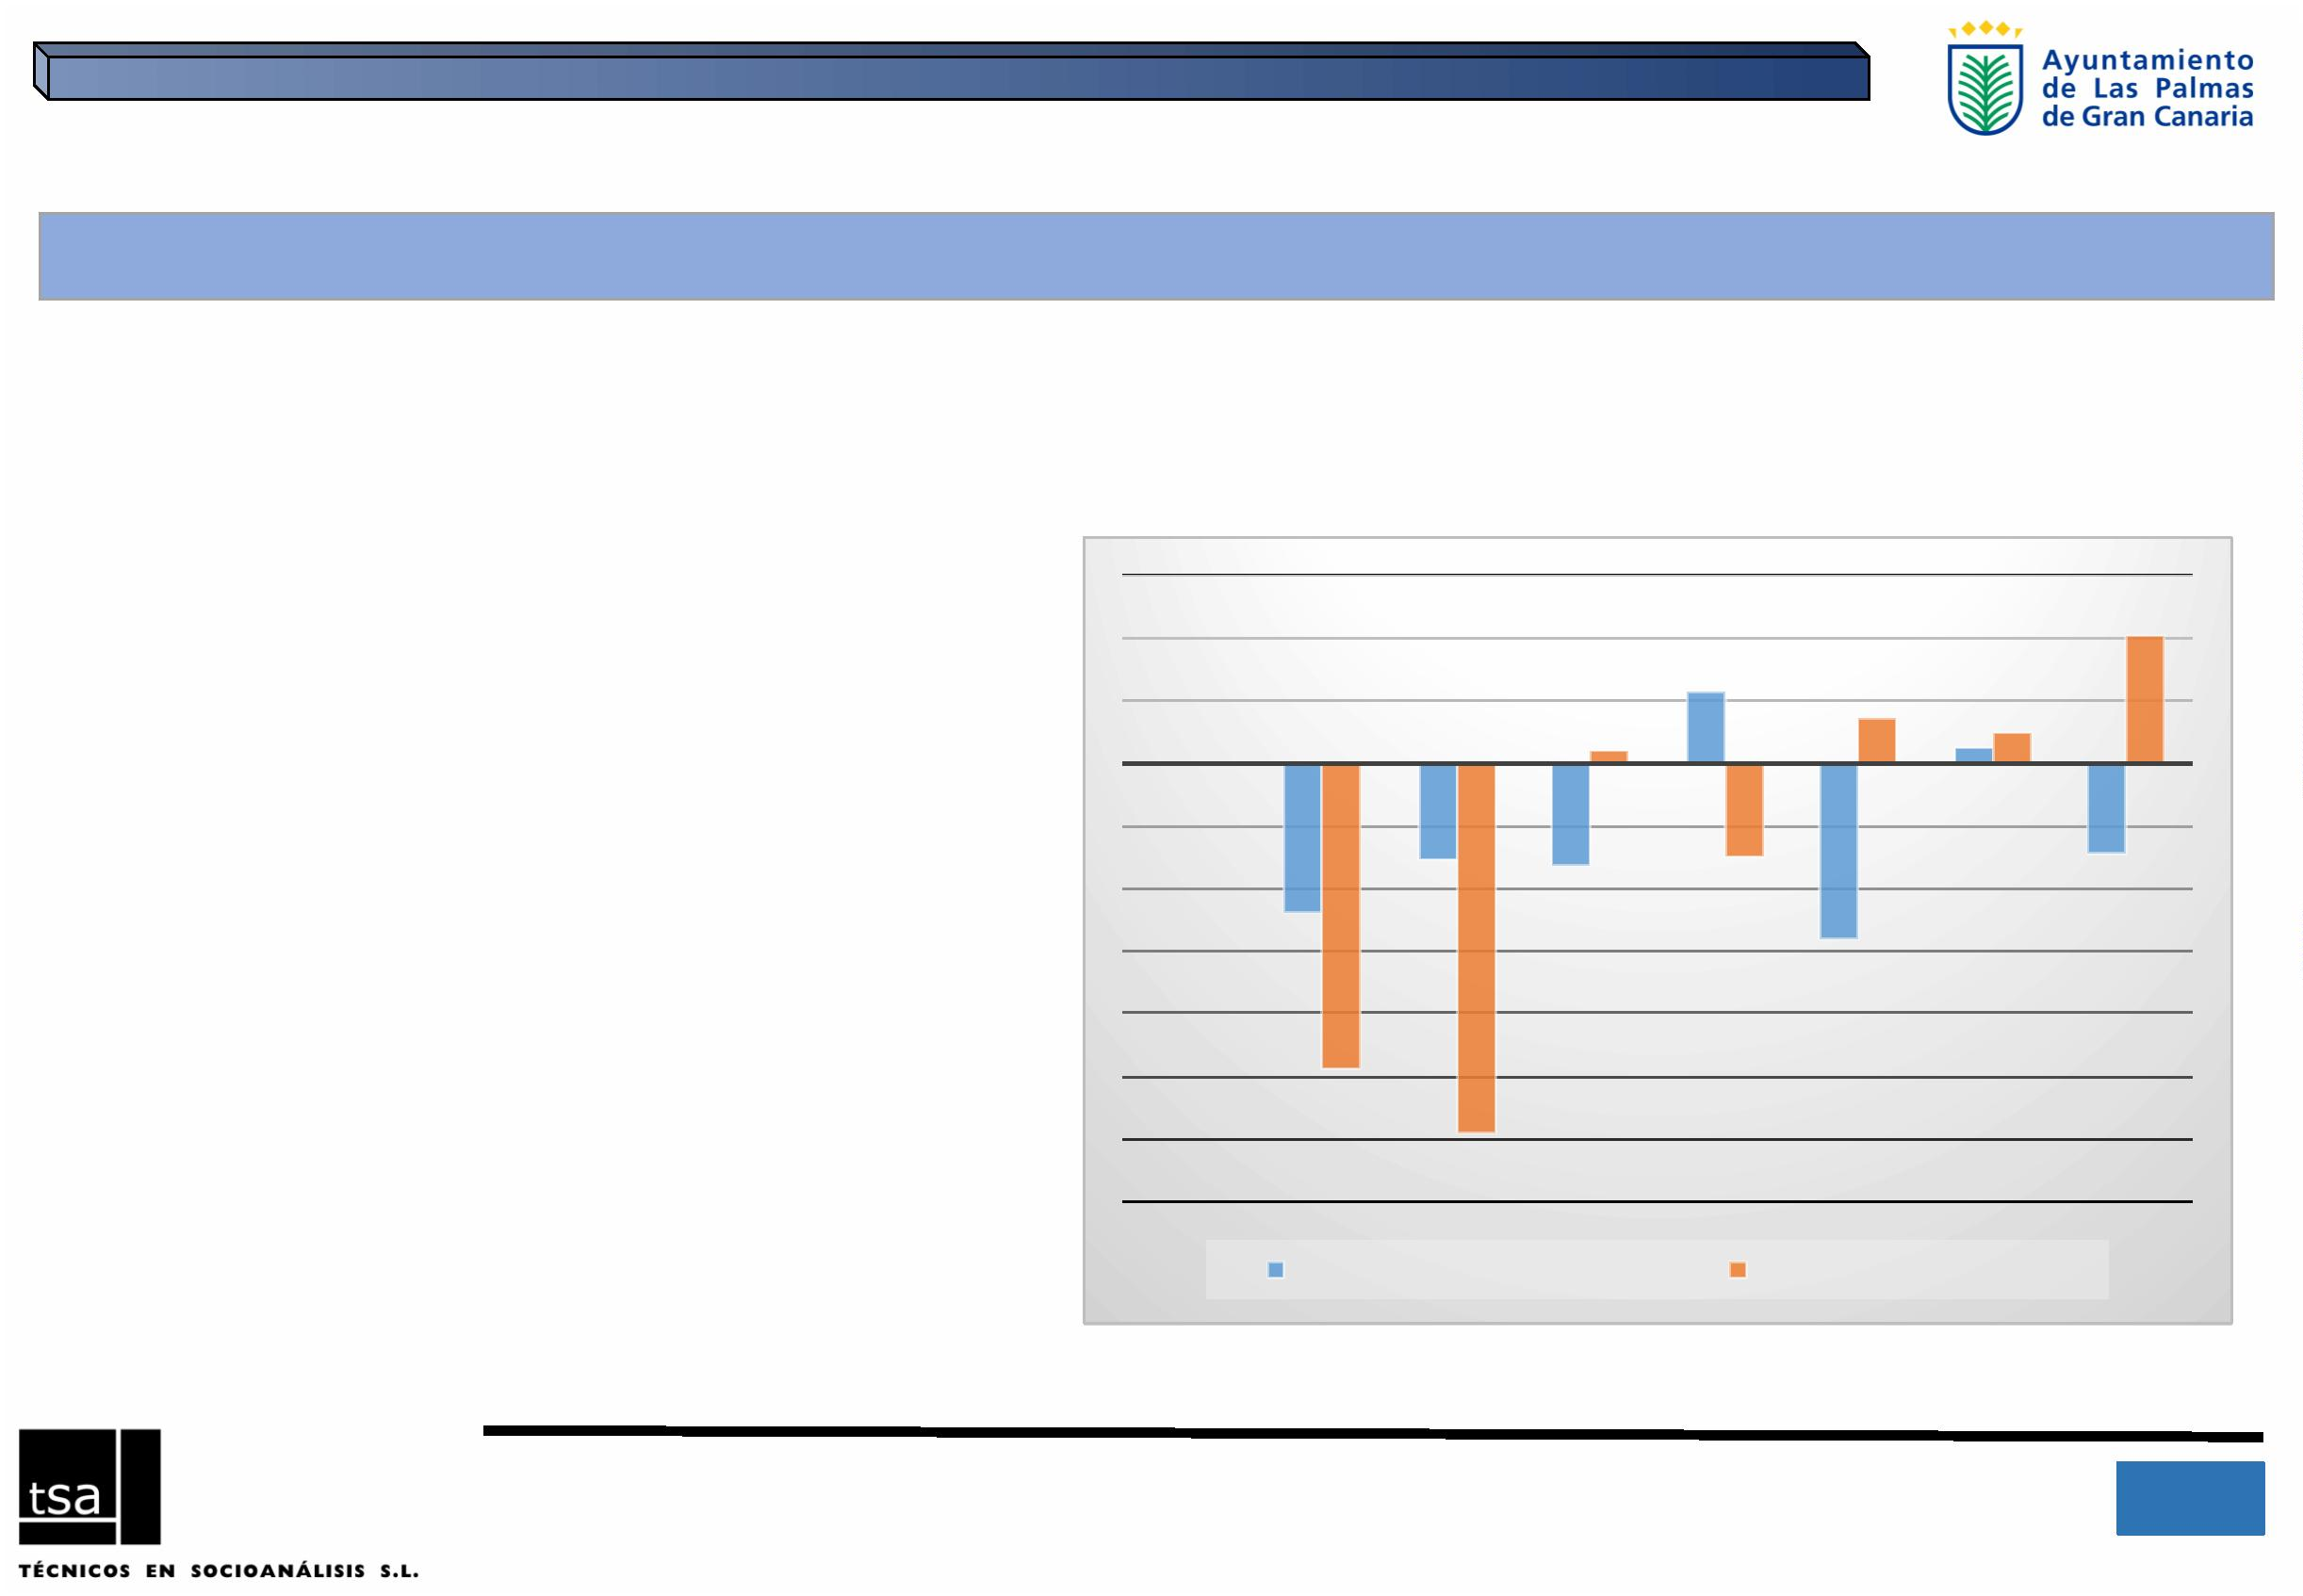 Ayuntamiento
de Las Palmas
de Gran Canaria
tsa
TÉCNICOS EN SOCIOANÁLISIS S.L.